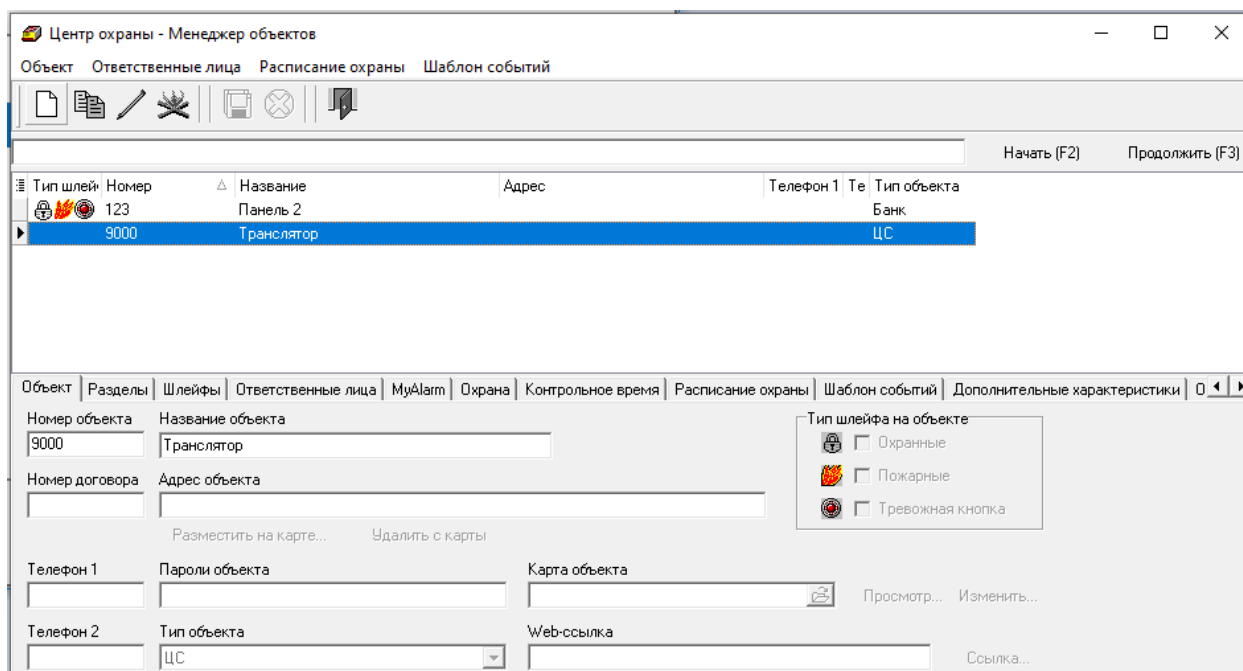 Центр охраны - Менеджер объектов
Объект Ответственные лица Расписание охраны Шаблон событий
Начать (F2) Продолжить (F3)
Тип шлей Номер Название Адрес Телефон 1 Те Тип объекта
123 Панель 2 Банк
9000 Транслятор ЦС
Объект Разделы Шлейфы Ответственные лица MyAlarm Охрана Контрольное время Расписание охраны Шаблон событий Дополнительные характеристики О
Номер объекта Название объекта Тип шлейфа на объекте
9000 Транслятор Охранные
Номер договора Адрес объекта Пожарные
Тревожная кнопка
Разместить на карте... Удалить с карты
Телефон 1 Пароли объекта Карта объекта
Просмотр... Изменить...
Телефон 2 Тип объекта Web-ссылка
ЦС Ссылка...